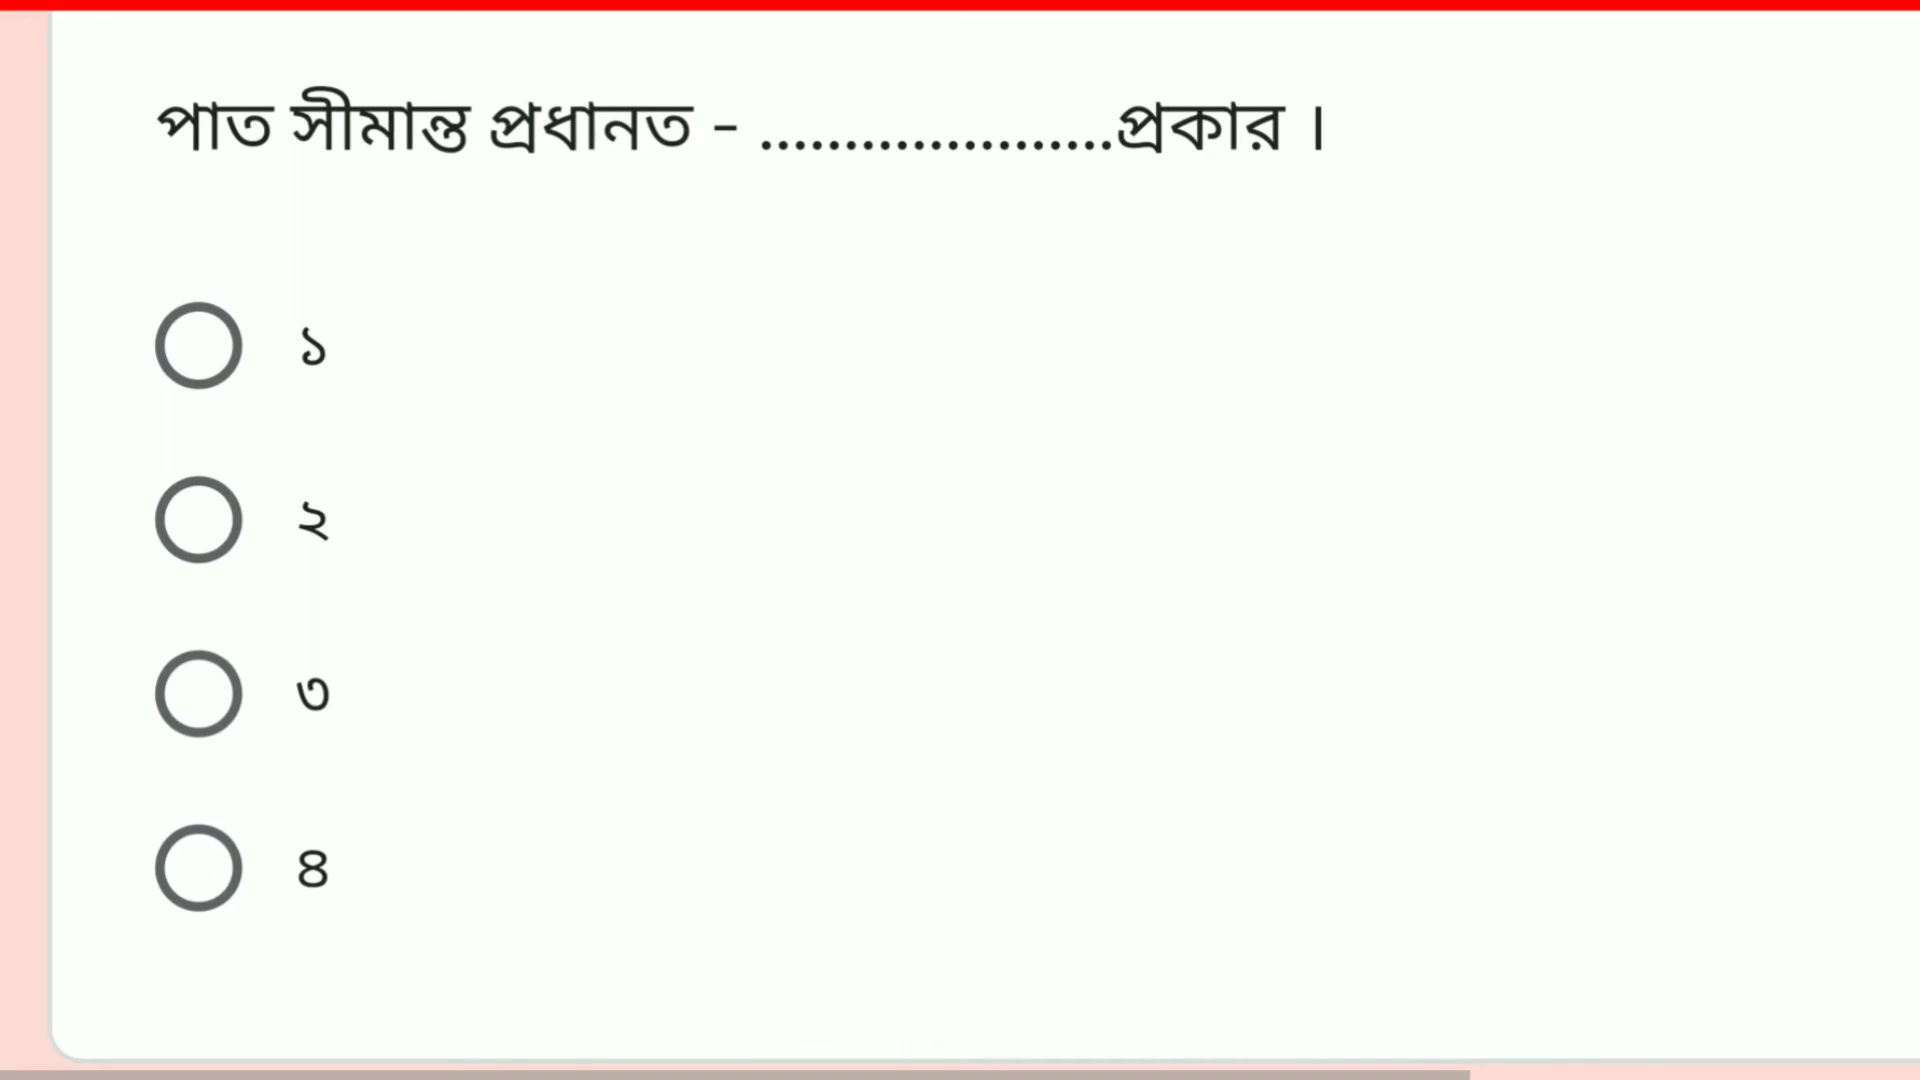 পাত সীমান্ত প্রধানত - .....................প্রকার ।
১
২
৩
৪